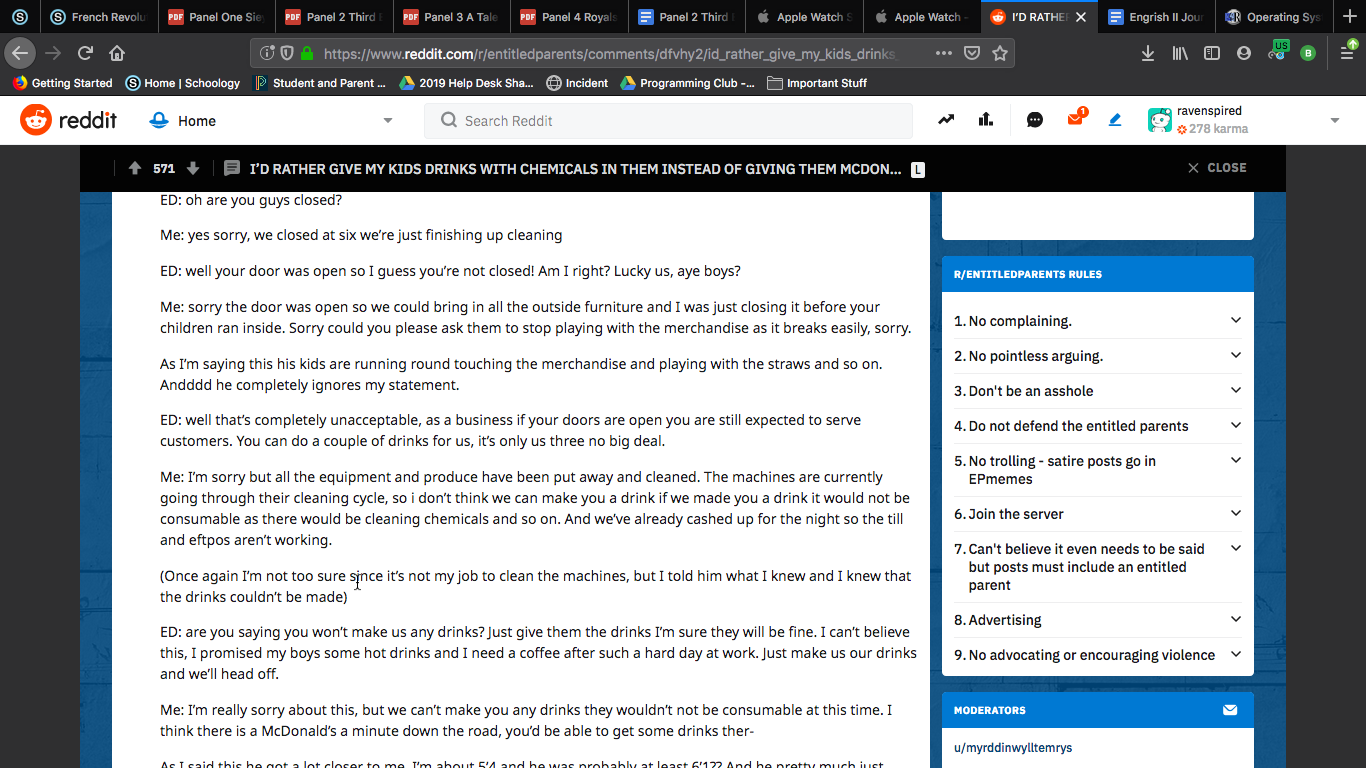 French Revolu
Panel One Sie
Panel 2 Third
Panel 3 A Tale
Panel 4 Royals
Panel 2 Third
Apple Watch S
Apple Watch -
I'D RATHE
Engrish II Jour
Operating Sys
https://www.reddit.com/r/entitledparents/comments/dfvhy2/id_rather_give_my_kids_drinks_
US
B
Getting Started
Home | Schoology
Student and Parent ...
2019 Help Desk Sha...
Incident
Programming Club -...
Important Stuff
reddit
Home
Search Reddit
1
ravenspired
278 karma
571
I'D RATHER GIVE MY KIDS DRINKS WITH CHEMICALS IN THEM INSTEAD OF GIVING THEM MCDON...
L
CLOSE
ED: oh are you guys closed?
Me: yes sorry, we closed at six we're just finishing up cleaning
ED: well your door was open so I guess you're not closed! Am I right? Lucky us, aye boys?
Me: sorry the door was open so we could bring in all the outside furniture and I was just closing it before your
children ran inside. Sorry could you please ask them to stop playing with the merchandise as it breaks easily, sorry.
As I'm saying this his kids are running round touching the merchandise and playing with the straws and so on.
Andddd he completely ignores my statement.
ED: well that's completely unacceptable, as a business if your doors are open you are still expected to serve
customers. You can do a couple of drinks for us, it's only us three no big deal.
Me: I'm sorry but all the equipment and produce have been put away and cleaned. The machines are currently
going through their cleaning cycle, so i don't think we can make you a drink if we made you a drink it would not be
consumable as there would be cleaning chemicals and so on. And we've already cashed up for the night so the till
and eftpos aren't working.
(Once again I'm not too sure since it's not my job to clean the machines, but I told him what I knew and I knew that
the drinks couldn't be made)
ED: are you saying you won't make us any drinks? Just give them the drinks I'm sure they will be fine. I can't believe
this, I promised my boys some hot drinks and I need a coffee after such a hard day at work. Just make us our drinks
and we'll head off.
Me: I'm really sorry about this, but we can't make you any drinks they wouldn't not be consumable at this time. I
think there is a McDonald's a minute down the road, you'd be able to get some drinks ther-
As I said this he got a lot closer to me. I'm about 5'4 and he was probably at least 6'1?? And he pretty much just
R/ENTITLEDPARENTS RULES
1. No complaining.
2. No pointless arguing.
3. Don't be an asshole
4. Do not defend the entitled parents
5. No trolling - satire posts go in
EPmemes
6. Join the server
7. Can't believe it even needs to be said
but posts must include an entitled
parent
8. Advertising
9. No advocating or encouraging violence
MODERATORS
u/myrddinwylltemrys